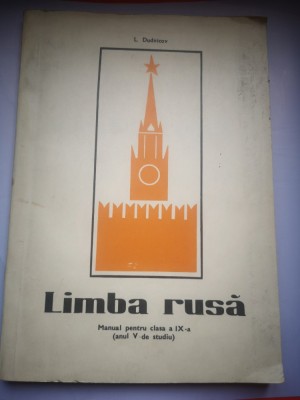 L. Dudnicov
Limba rusă
Manual pentru clasa a IX-a
(anul V de studiu)